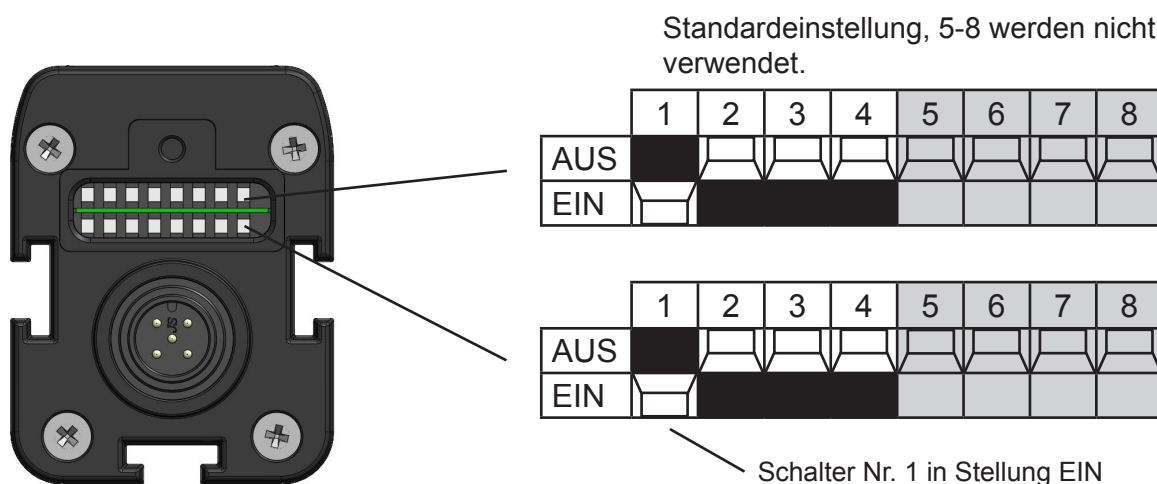 Standardeinstellung, 5-8 werden nicht
verwendet.
1 2 3 4 5 6 7 8
AUS
EIN
1 2 3 4 5 6 7 8
AUS
EIN
Schalter Nr. 1 in Stellung EIN